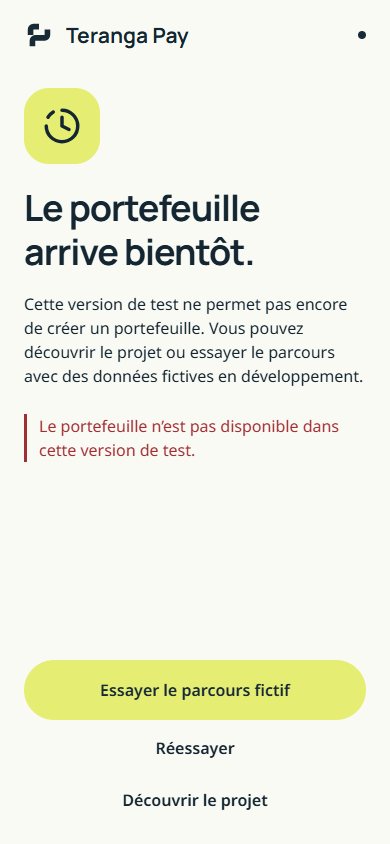 Teranga Pay
Le portefeuille
arrive bientôt.
Cette version de test ne permet pas encore
de créer un portefeuille. Vous pouvez
découvrir le projet ou essayer le parcours
avec des données fictives en développement.
Le portefeuille n’est pas disponible dans
cette version de test.
Essayer le parcours fictif
Réessayer
Découvrir le projet